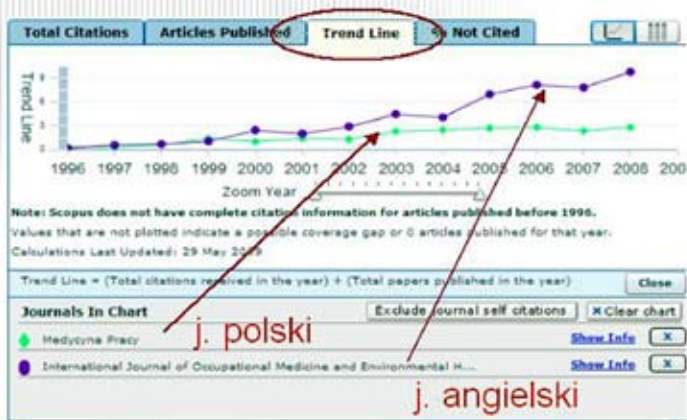 Total Citations Articles Published Trend Line % Not Cited
Trend Line
9
6
3
1996 1997 1998 1999 2000 2001 2002 2003 2004 2005 2006 2007 2008 200
Zoom Year
Note: Scopus does not have complete citation information for articles published before 1996.
Values that are not plotted indicate a possible coverage gap or 0 articles published for that year.
Calculations Last Updated: 29 May 2009
Trend Line = (Total citations received in the year) ÷ (Total papers published in the year) Close
Journals In Chart Exclude journal self citations × Clear chart
Medycyna Pracy Show Info X
j. polski
International Journal of Occupational Medicine and Environmental H... Show Info X
j. angielski